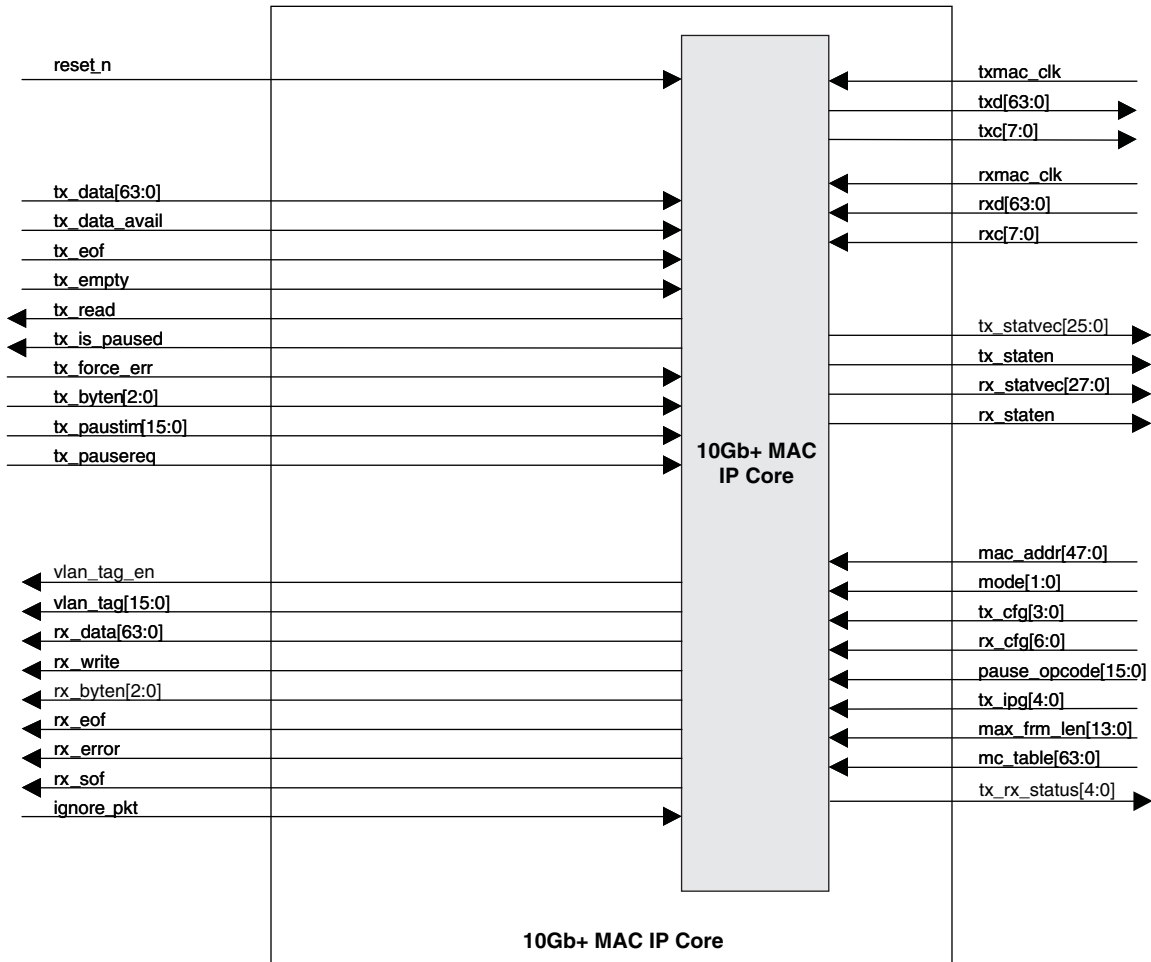 reset_n
tx_data[63:0]
tx_data_avail
tx_eof
tx_empty
tx_read
tx_is_paused
tx_force_err
tx_byten[2:0]
tx_paustim[15:0]
tx_pausereq
vlan_tag_en
vlan_tag[15:0]
rx_data[63:0]
rx_write
rx_byten[2:0]
rx_eof
rx_error
rx_sof
ignore_pkt
10Gb+ MAC
IP Core
txmac_clk
txd[63:0]
txc[7:0]
rxmac_clk
rxd[63:0]
rxc[7:0]
tx_statvec[25:0]
tx_staten
rx_statvec[27:0]
rx_staten
mac_addr[47:0]
mode[1:0]
tx_cfg[3:0]
rx_cfg[6:0]
pause_opcode[15:0]
tx_ipg[4:0]
max_frm_len[13:0]
mc_table[63:0]
tx_rx_status[4:0]
10Gb+ MAC IP Core